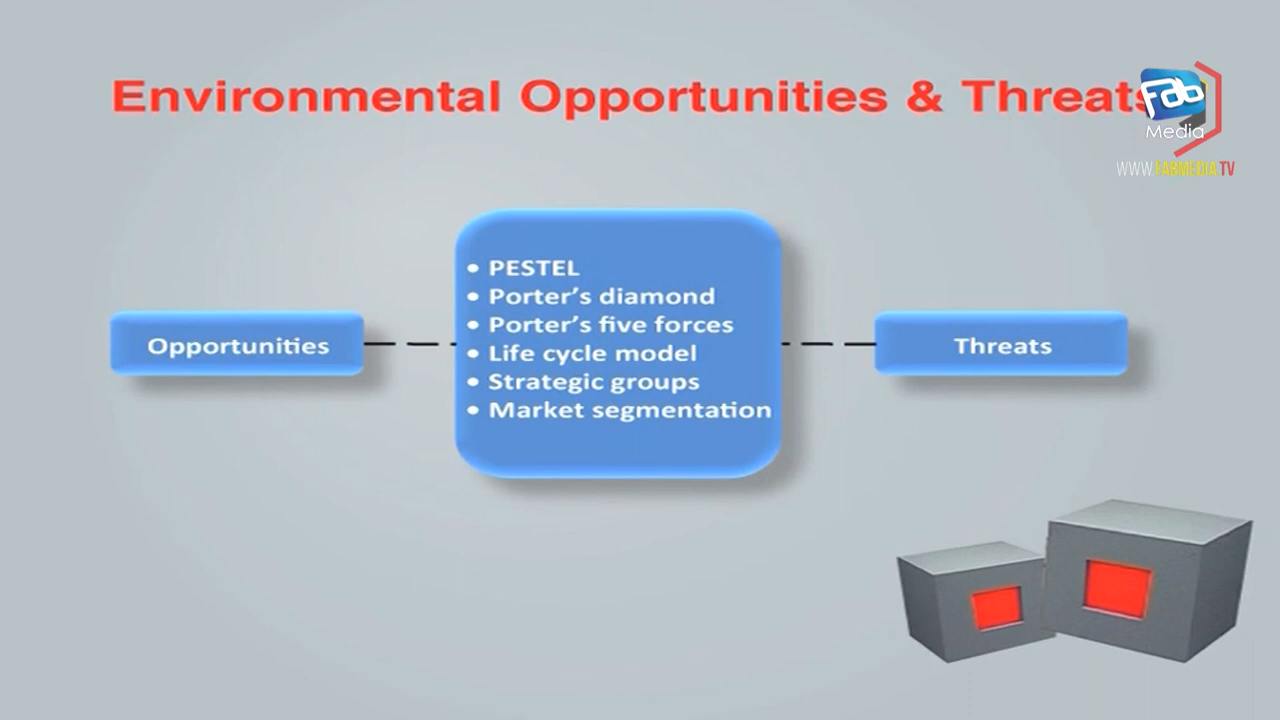 Environmental Opportunities & Threats
Fab
Media
WWW.FABMEDIA.TV
• PESTEL
• Porter's diamond
• Porter's five forces
• Life cycle model
• Strategic groups
• Market segmentation
Opportunities
Threats